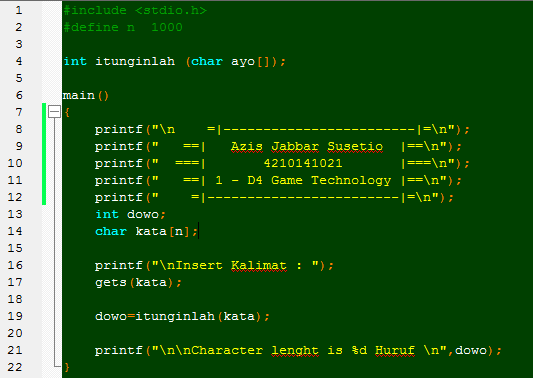 1 #include <stdio.h>
2 #define n  1000
3
4 int itunginlah (char ayo[]);
5
6 main()
7 {
8     printf("\n    =|------------------------|=\n");
9     printf("   ==|   Azis Jabbar Susetio  |==\n");
10     printf("  ===|       4210141021       |===\n");
11     printf("   ==| 1 - D4 Game Technology |==\n");
12     printf("    =|------------------------|=\n");
13     int dowo;
14     char kata[n];
15
16     printf("\nInsert Kalimat : ");
17     gets(kata);
18
19     dowo=itunginlah(kata);
20
21     printf("\n\nCharacter lenght is %d Huruf \n",dowo);
22 }